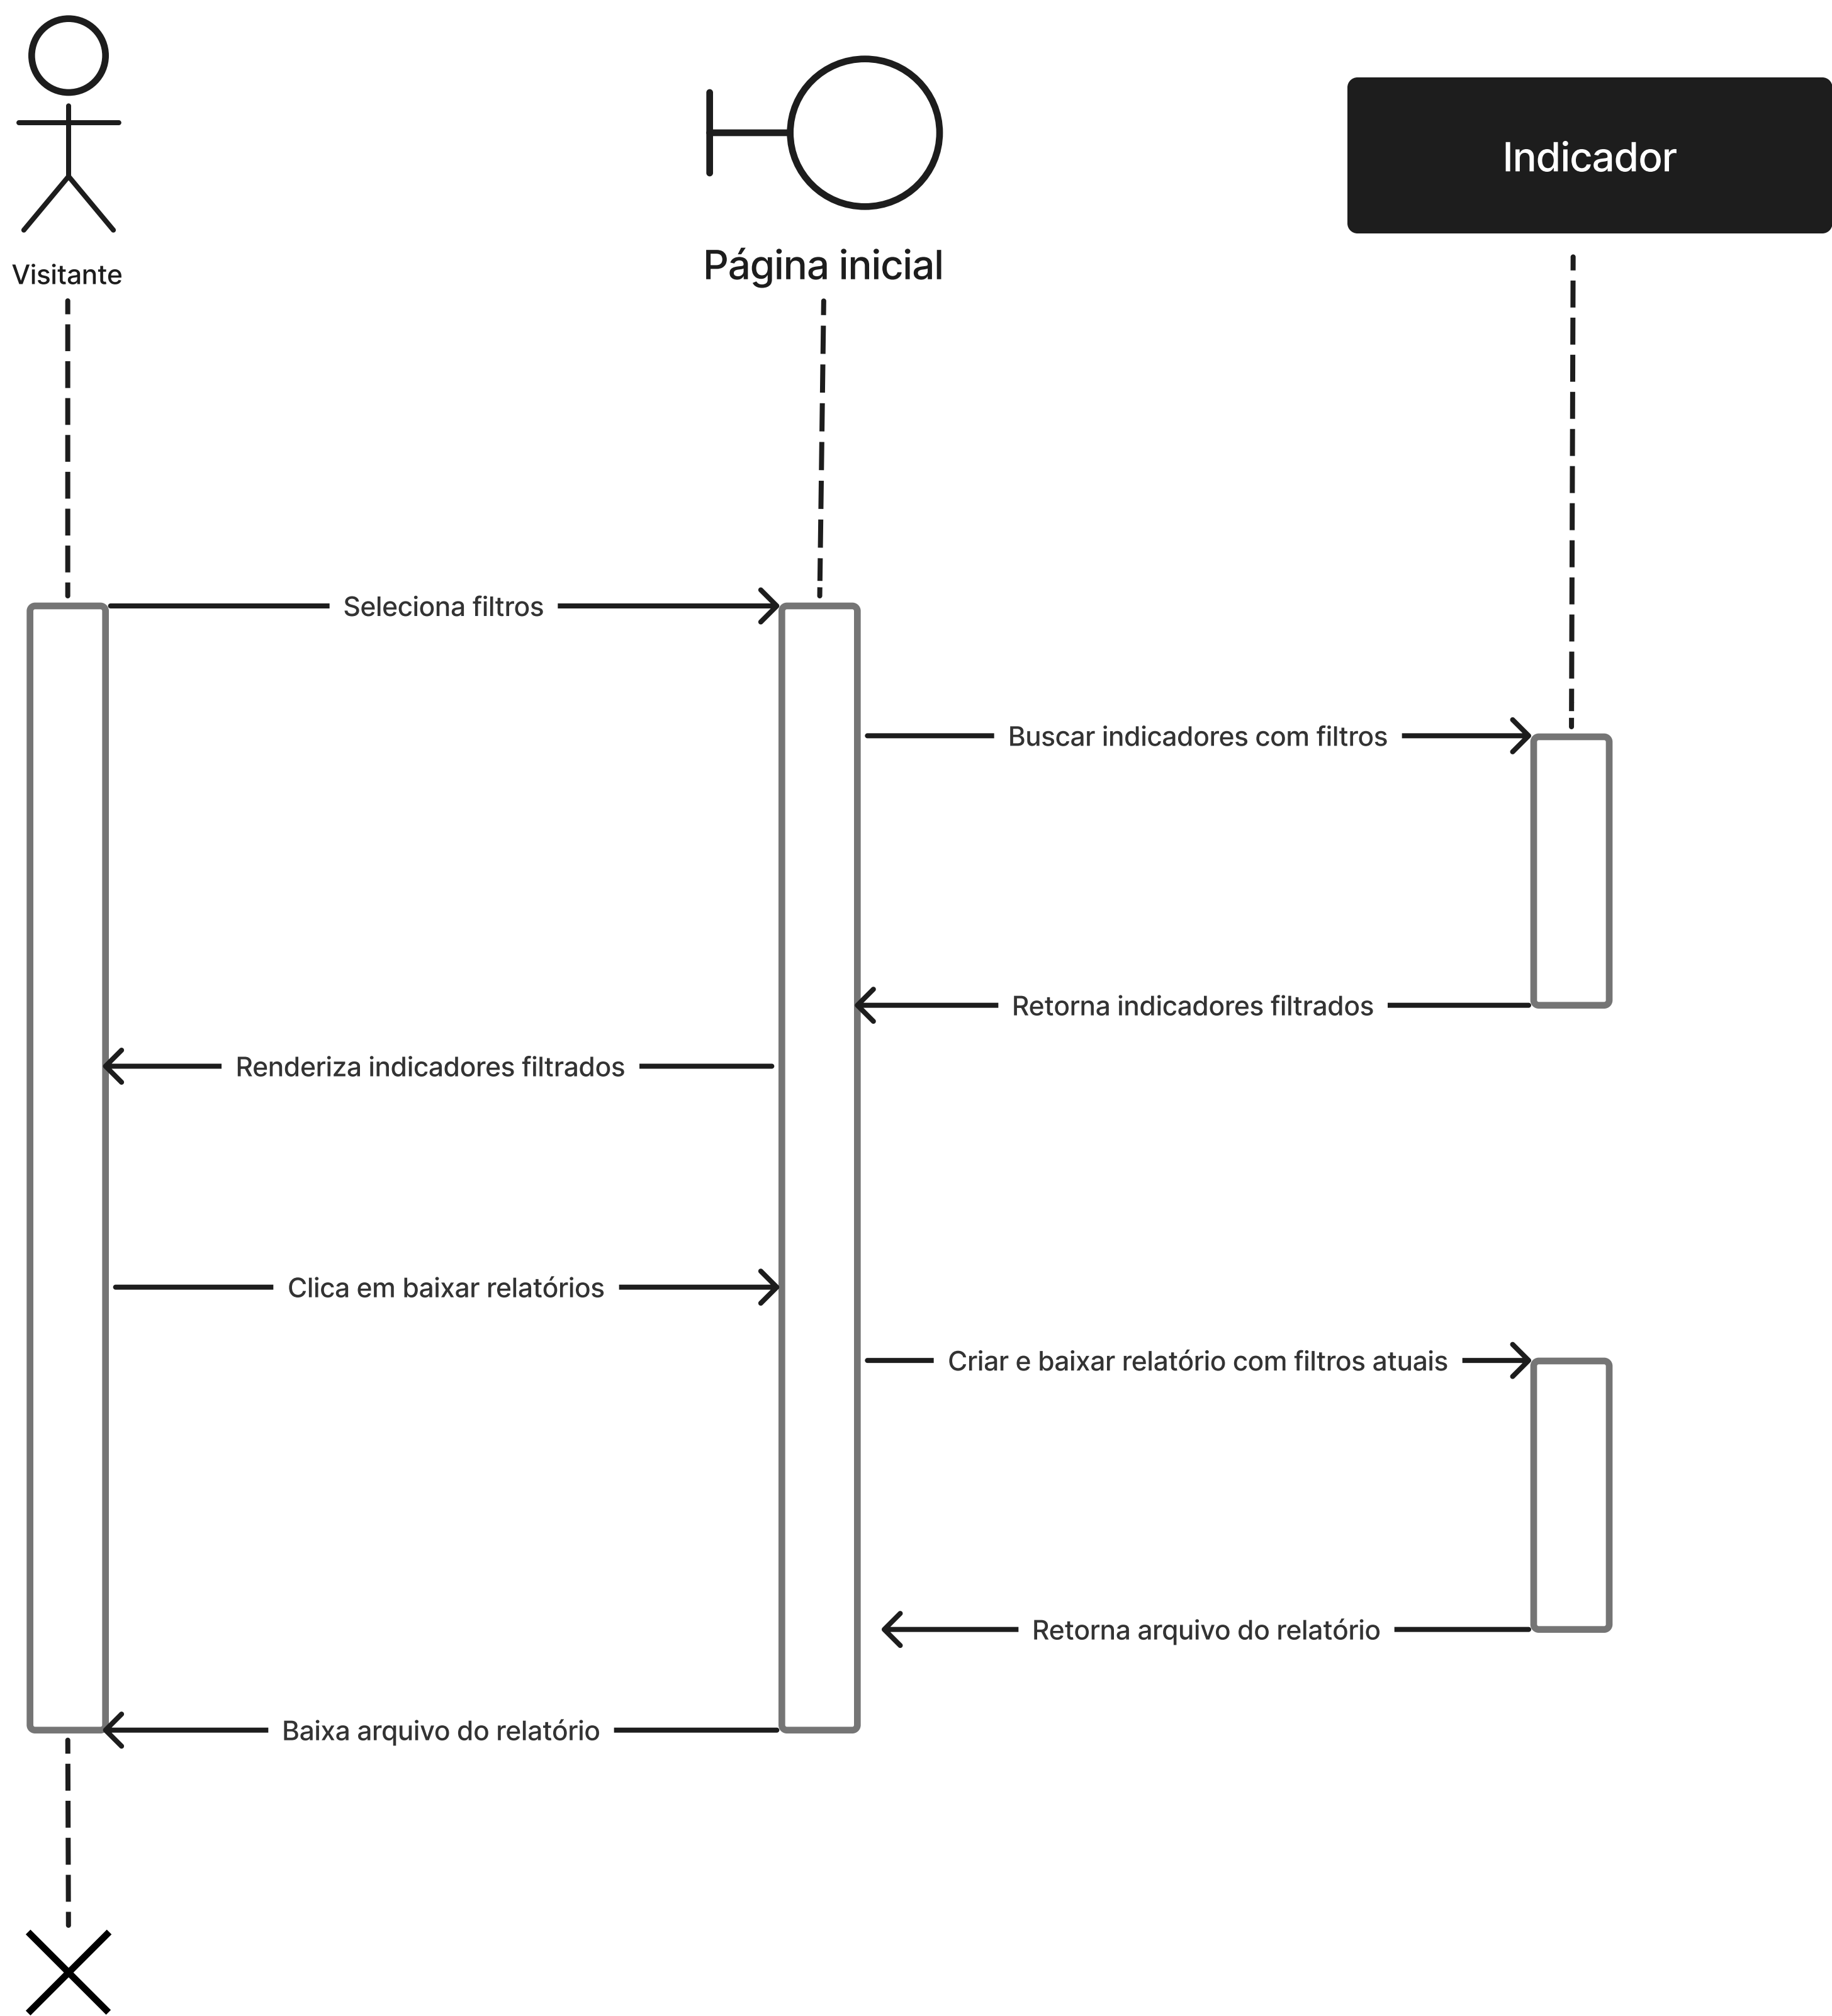 Visitante
Página inicial
Indicador
Seleciona filtros
Buscar indicadores com filtros
Retorna indicadores filtrados
Renderiza indicadores filtrados
Clica em baixar relatórios
Criar e baixar relatório com filtros atuais
Retorna arquivo do relatório
Baixa arquivo do relatório